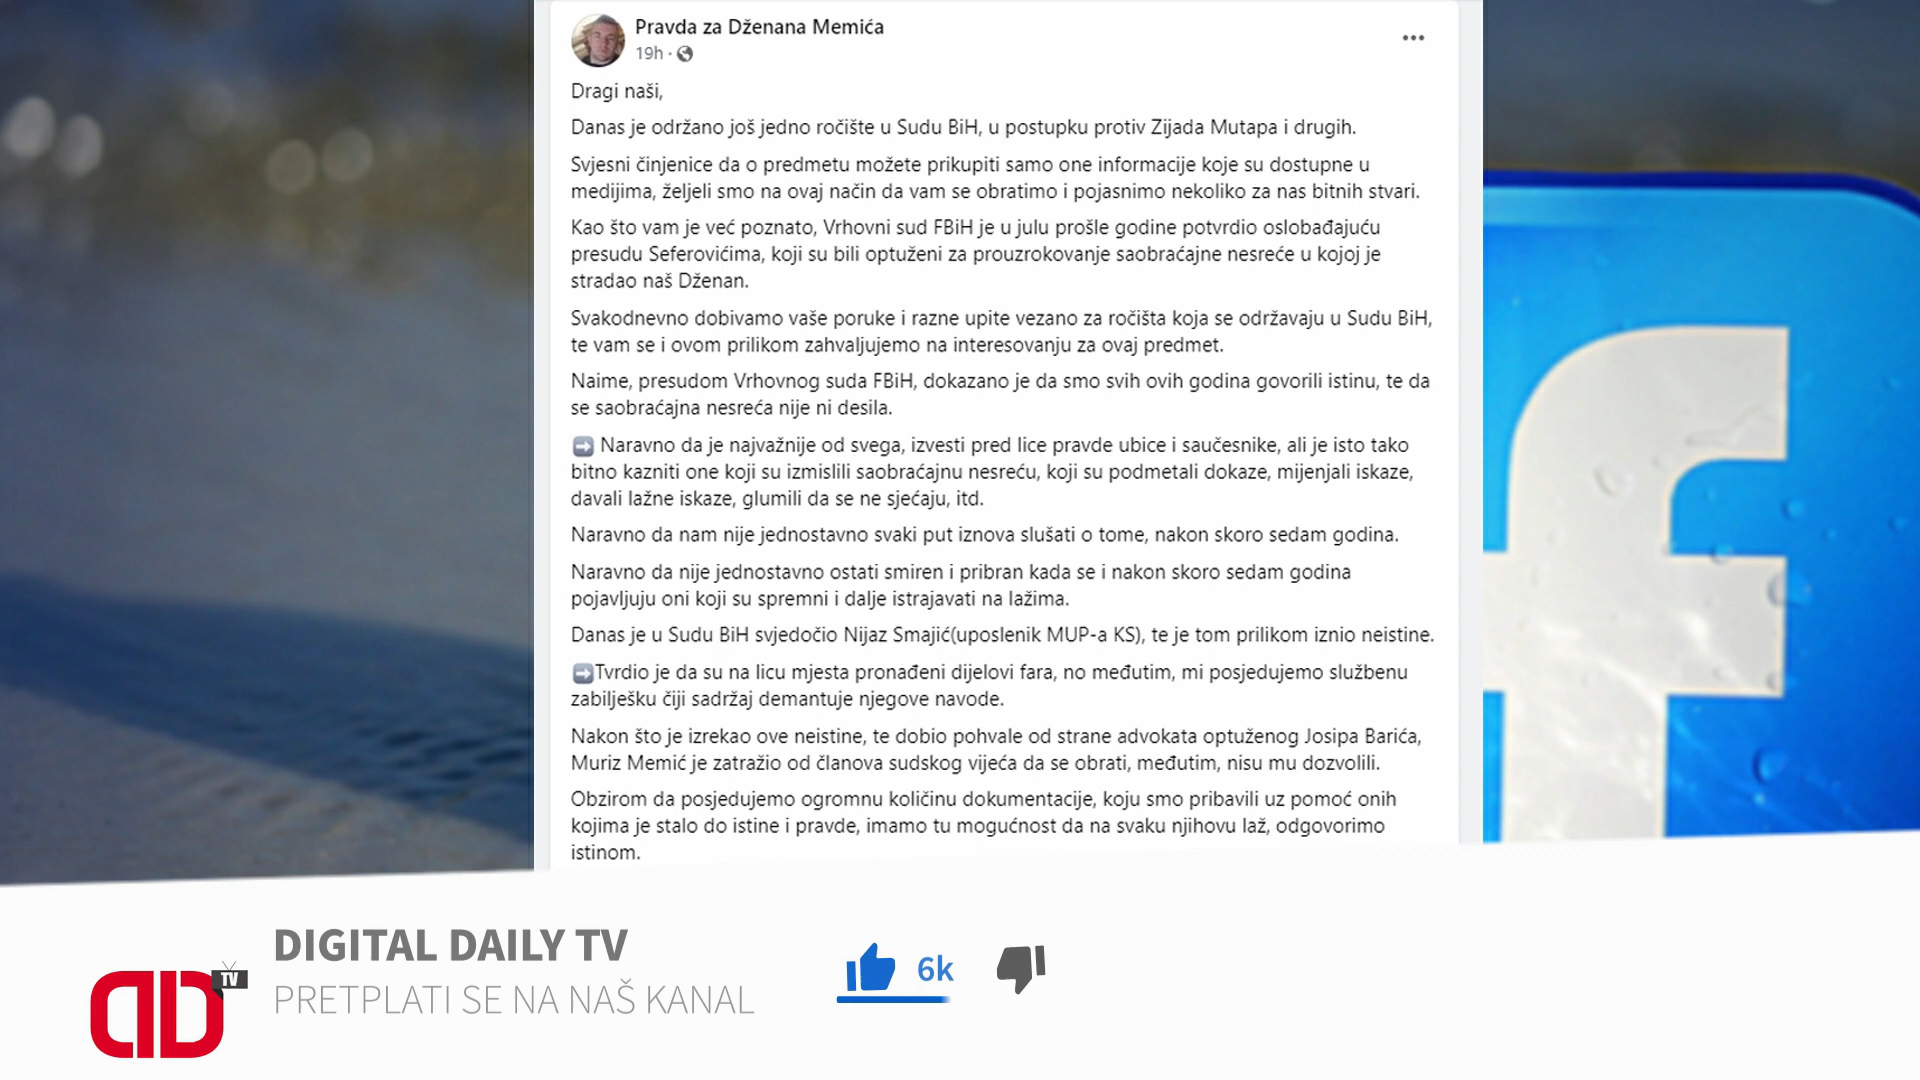 Pravda za Dženana Memića
19h ·
Dragi naši,
Danas je održano još jedno ročište u Sudu BiH, u postupku protiv Zijada Mutapa i drugih.
Svjesni činjenice da o predmetu možete prikupiti samo one informacije koje su dostupne u
medijima, željeli smo na ovaj način da vam se obratimo i pojasnimo nekoliko za nas bitnih stvari.
Kao što vam je već poznato, Vrhovni sud FBiH je u julu prošle godine potvrdio oslobađajuću
presudu Seferovićima, koji su bili optuženi za prouzrokovanje saobraćajne nesreće u kojoj je
stradao naš Dženan.
Svakodnevno dobivamo vaše poruke i razne upite vezano za ročišta koja se održavaju u Sudu BiH,
te vam se i ovom prilikom zahvaljujemo na interesovanju za ovaj predmet.
Naime, presudom Vrhovnog suda FBiH, dokazano je da smo svih ovih godina govorili istinu, te da
se saobraćajna nesreća nije ni desila.
➡ Naravno da je najvažnije od svega, izvesti pred lice pravde ubice i saučesnike, ali je isto tako
bitno kazniti one koji su izmislili saobraćajnu nesreću, koji su podmetali dokaze, mijenjali iskaze,
davali lažne iskaze, glumili da se ne sjećaju, itd.
Naravno da nam nije jednostavno svaki put iznova slušati o tome, nakon skoro sedam godina.
Naravno da nije jednostavno ostati smiren i pribran kada se i nakon skoro sedam godina
pojavljuju oni koji su spremni i dalje istrajavati na lažima.
Danas je u Sudu BiH svjedočio Nijaz Smajić(uposlenik MUP-a KS), te je tom prilikom iznio neistine.
➡Tvrdio je da su na licu mjesta pronađeni dijelovi fara, no međutim, mi posjedujemo službenu
zabilješku čiji sadržaj demantuje njegove navode.
Nakon što je izrekao ove neistine, te dobio pohvale od strane advokata optuženog Josipa Barića,
Muriz Memić je zatražio od članova sudskog vijeća da se obrati, međutim, nisu mu dozvolili.
Obzirom da posjedujemo ogromnu količinu dokumentacije, koju smo pribavili uz pomoć onih
kojima je stalo do istine i pravde, imamo tu mogućnost da na svaku njihovu laž, odgovorimo
istinom.
DIGITAL DAILY TV
PRETPLATI SE NA NAŠ KANAL
TV
6k